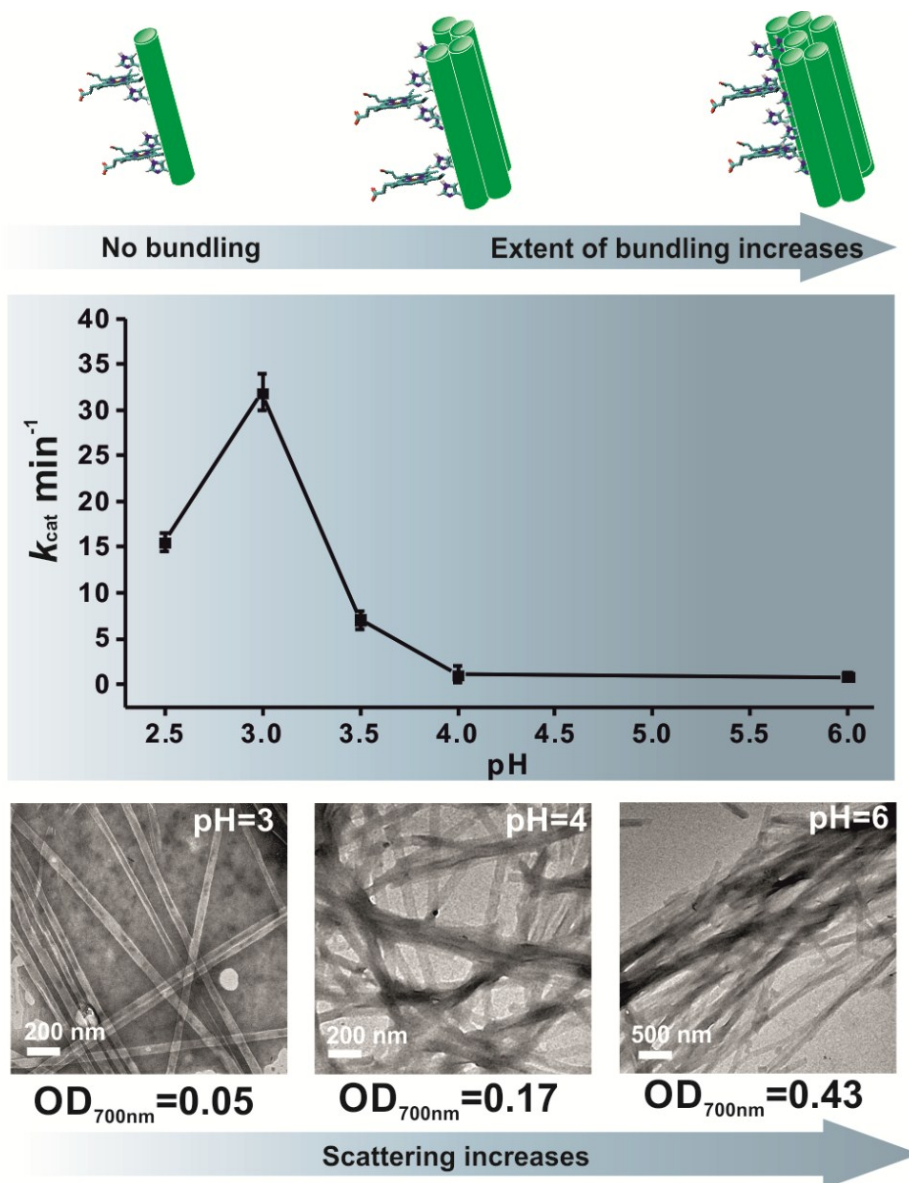 No bundling
Extent of bundling increases
40
35
30
25
20
15
10
5
0
kcat min-1
2.5 3.0 3.5 4.0 4.5 5.0 5.5 6.0
pH
pH=3
200 nm
pH=4
200 nm
pH=6
500 nm
OD700nm=0.05
OD700nm=0.17
OD700nm=0.43
Scattering increases